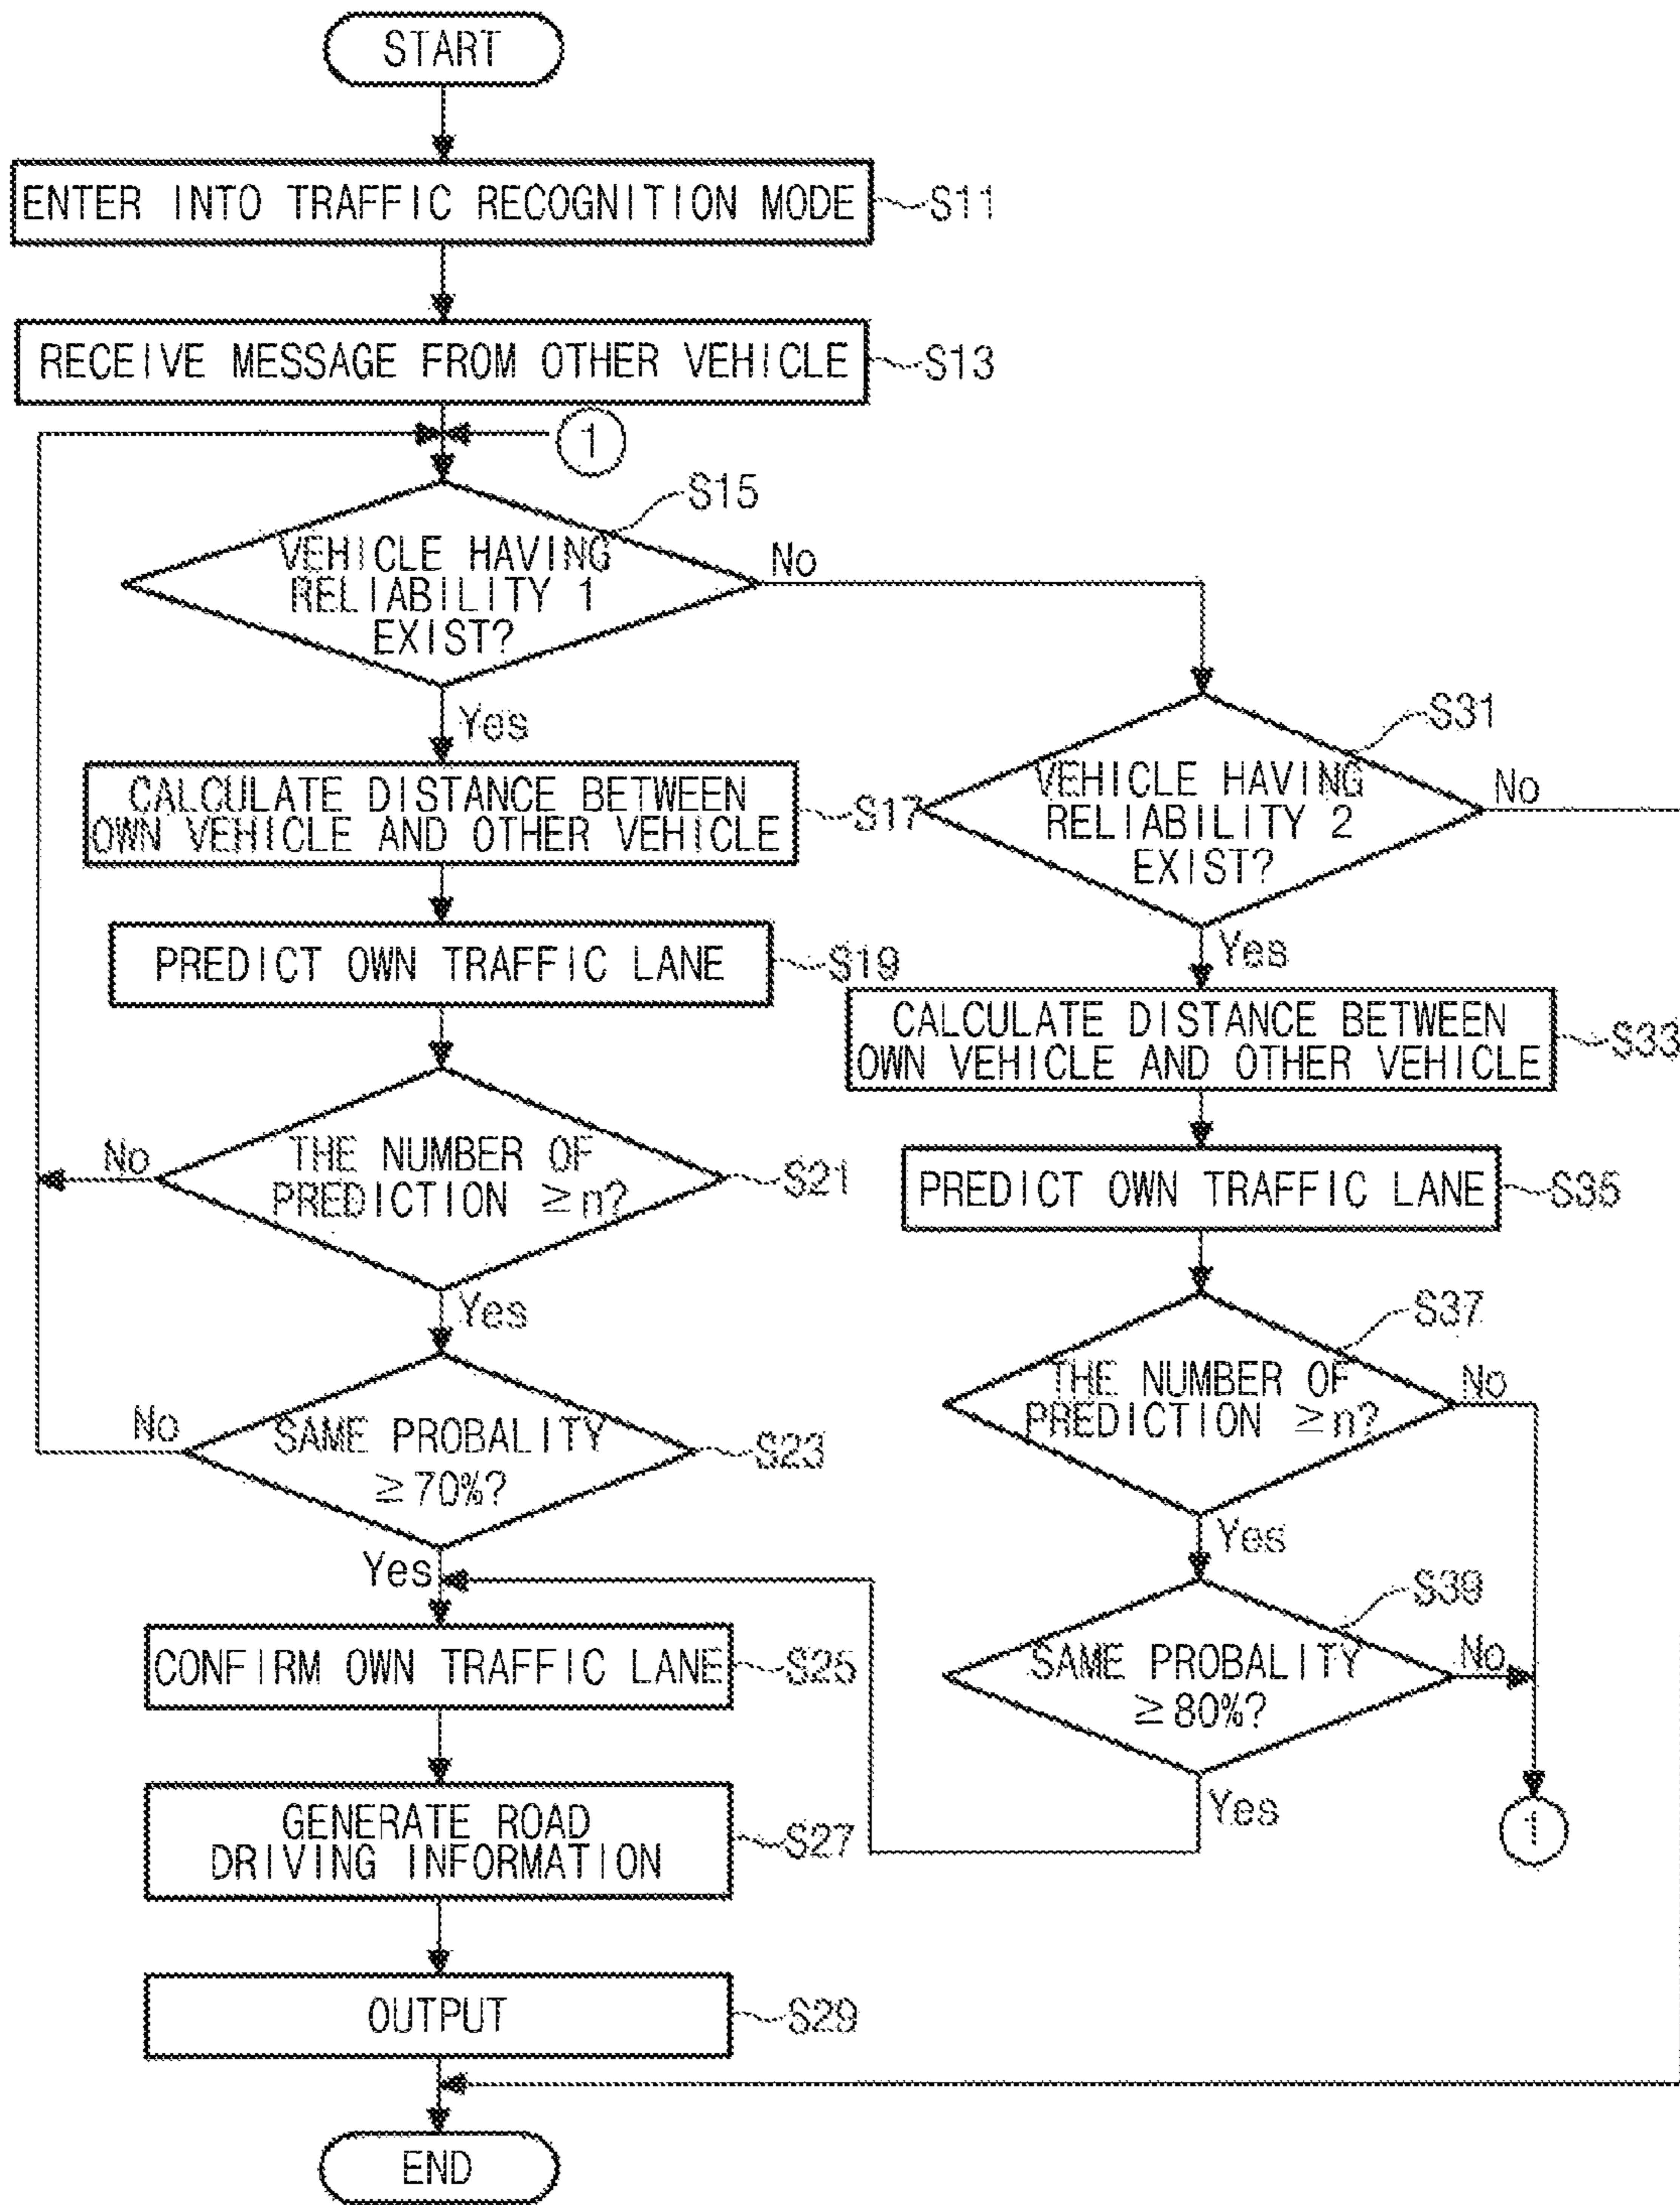 START
ENTER INTO TRAFFIC RECOGNITION MODE
S11
RECEIVE MESSAGE FROM OTHER VEHICLE
S13
1
S15
VEHICLE HAVING
RELIABILITY 1
EXIST?
No
Yes
CALCULATE DISTANCE BETWEEN
OWN VEHICLE AND OTHER VEHICLE
S17
PREDICT OWN TRAFFIC LANE
S19
THE NUMBER OF
PREDICTION ≥n?
S21
No
Yes
SAME PROBALITY
≥70%?
S23
No
Yes
CONFIRM OWN TRAFFIC LANE
S25
GENERATE ROAD
DRIVING INFORMATION
S27
OUTPUT
S29
END
S31
VEHICLE HAVING
RELIABILITY 2
EXIST?
No
Yes
CALCULATE DISTANCE BETWEEN
OWN VEHICLE AND OTHER VEHICLE
S33
PREDICT OWN TRAFFIC LANE
S35
S37
THE NUMBER OF
PREDICTION ≥n?
No
Yes
S39
SAME PROBALITY
≥80%?
No
Yes
1